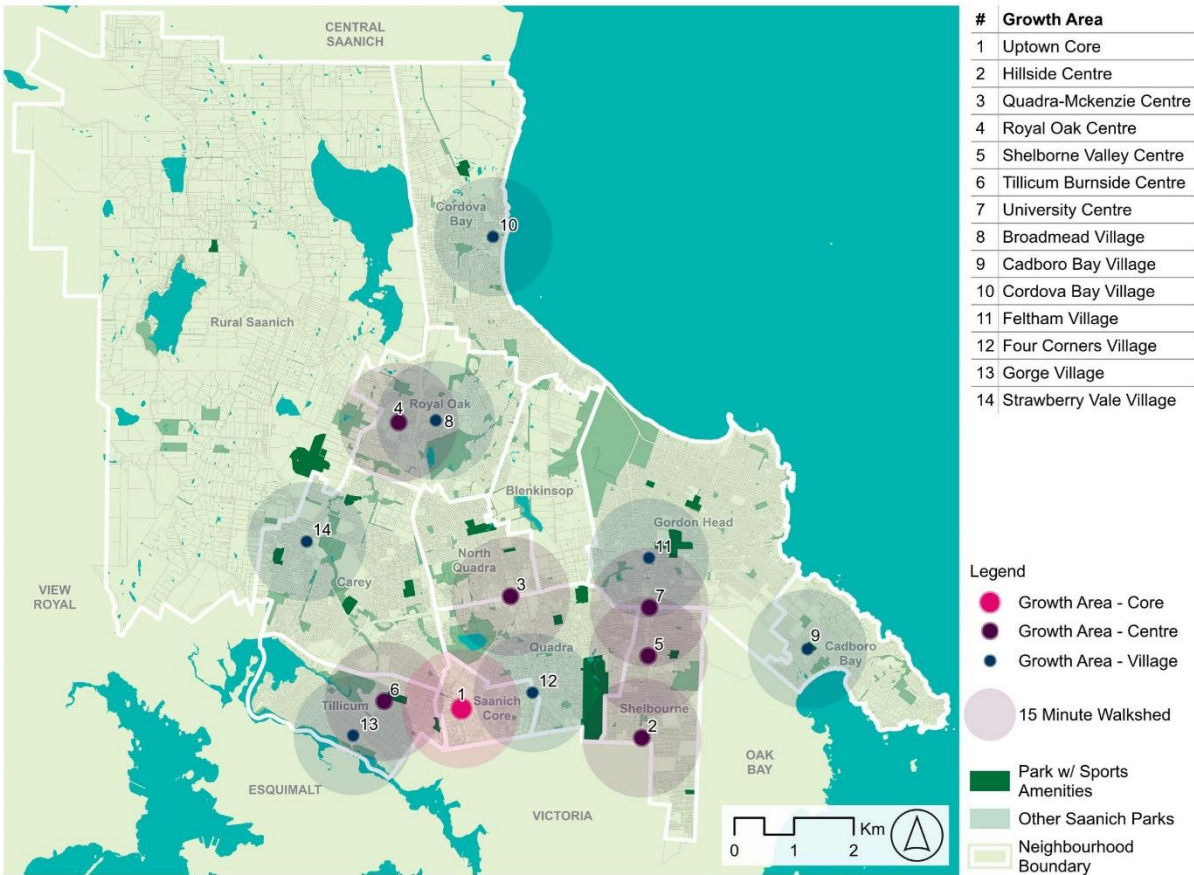 CENTRAL
SAANICH
Cordova
Bay
10
Rural Saanich
4
Royal Oak
8
Blenkinsop
14
Gordon Head
11
North
Quadra
3
Carey
VIEW
ROYAL
7
5
9
Cadboro
Bay
Quadra
12
6
1
Tillicum
Saanich
Core
13
Shelbourne
2
OAK
BAY
ESQUIMALT
VICTORIA
Km
0 1 2
# Growth Area
1 Uptown Core
2 Hillside Centre
3 Quadra-Mckenzie Centre
4 Royal Oak Centre
5 Shelborne Valley Centre
6 Tillicum Burnside Centre
7 University Centre
8 Broadmead Village
9 Cadboro Bay Village
10 Cordova Bay Village
11 Feltham Village
12 Four Corners Village
13 Gorge Village
14 Strawberry Vale Village
Legend
Growth Area - Core
Growth Area - Centre
Growth Area - Village
15 Minute Walkshed
Park w/ Sports
Amenities
Other Saanich Parks
Neighbourhood
Boundary